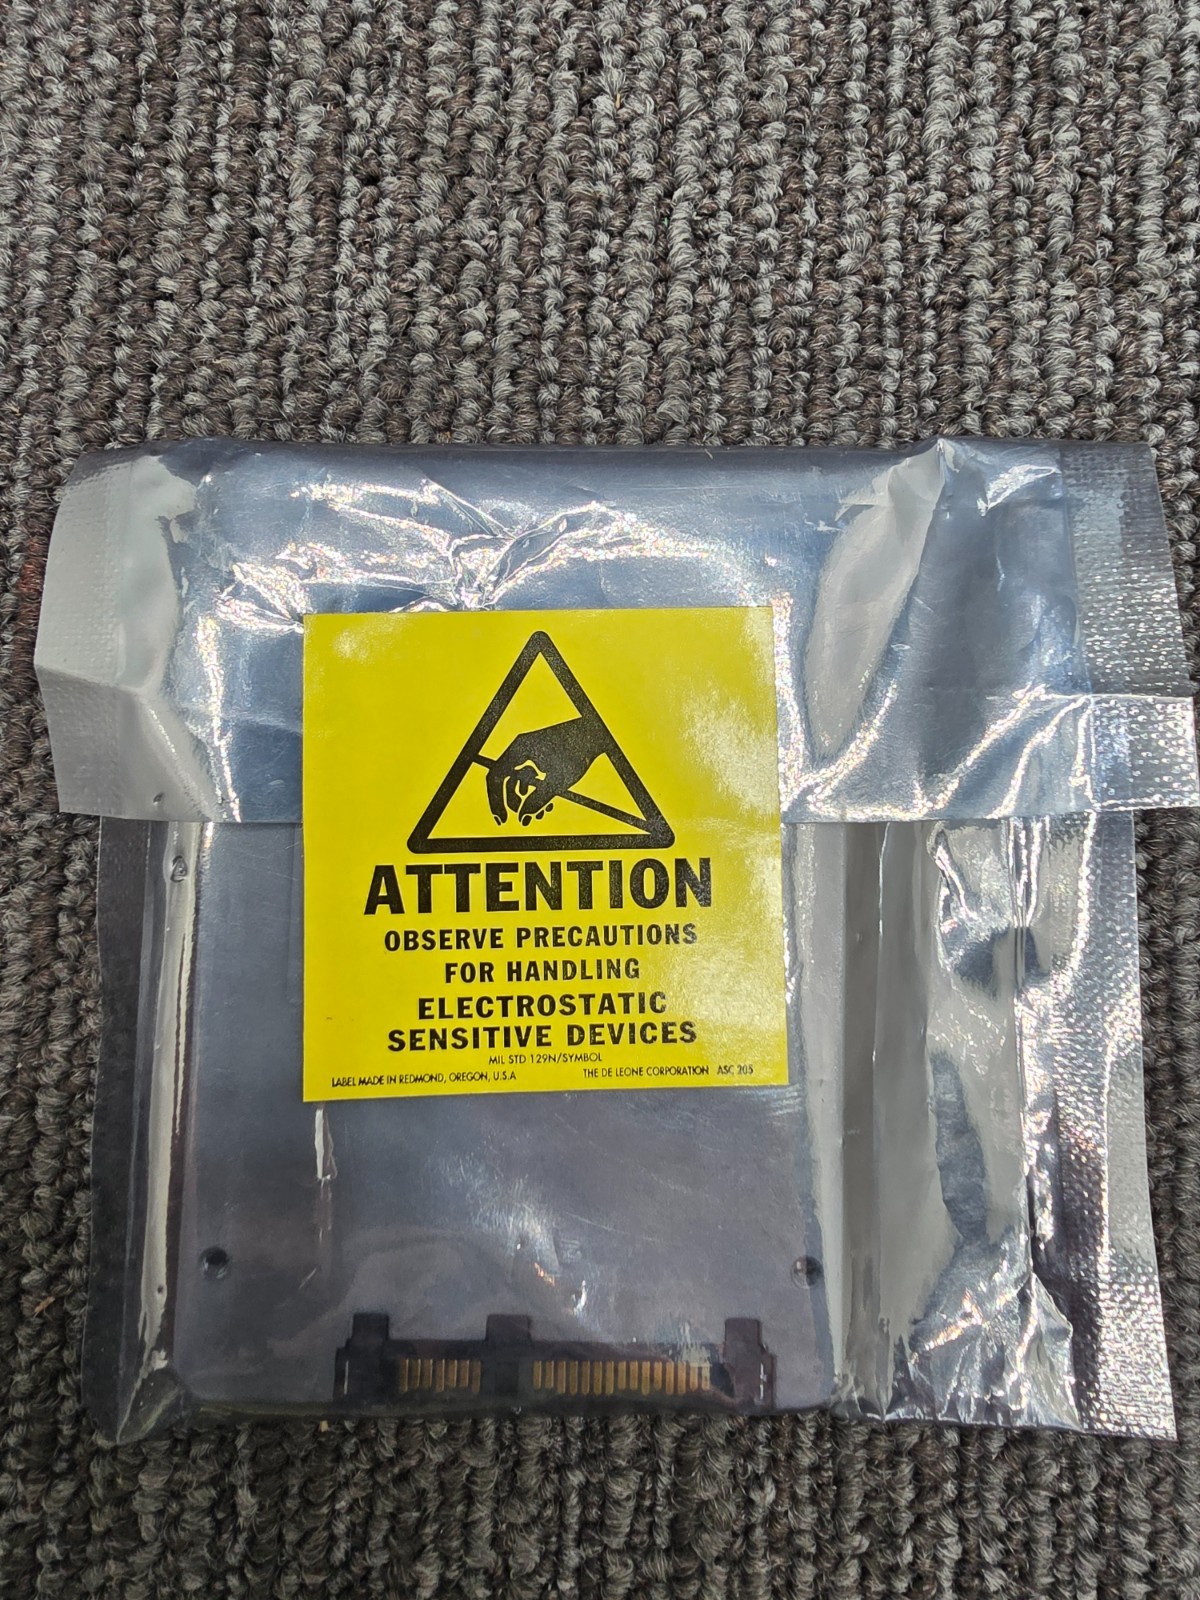 ATTENTION
OBSERVE PRECAUTIONS
FOR HANDLING
ELECTROSTATIC
SENSITIVE DEVICES
MIL STD 129N/SYMBOL
LABEL MADE IN REDMOND, OREGON, U.S.A THE DE LEONE CORPORATION ASC 205